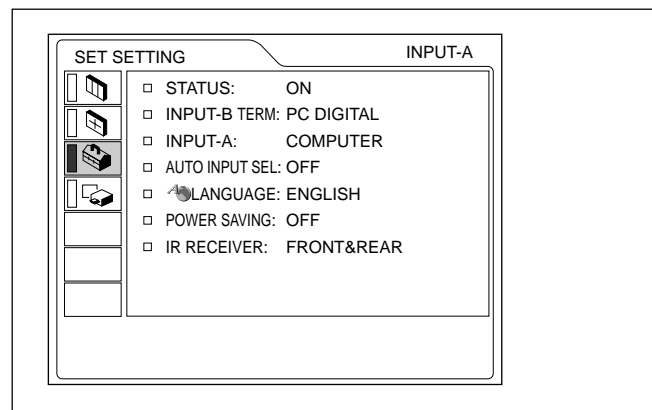 SET SETTING INPUT-A
STATUS: ON
INPUT-B TERM: PC DIGITAL
INPUT-A: COMPUTER
AUTO INPUT SEL: OFF
LANGUAGE: ENGLISH
POWER SAVING: OFF
IR RECEIVER: FRONT&REAR